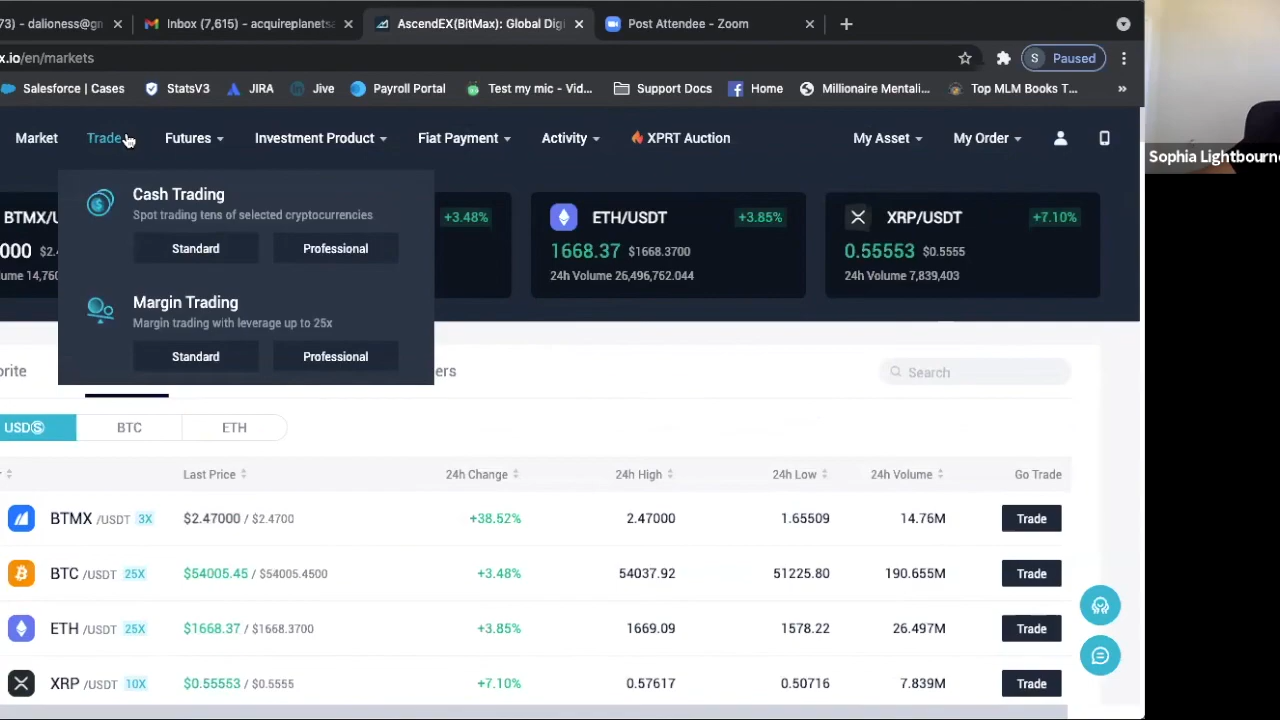 73) - dalioness@gn
Inbox (7,615) - acquireplanets
AscendEX(BitMax): Global Digi
Post Attendee - Zoom
x.io/en/markets
S Paused
Salesforce | Cases
StatsV3
JIRA
Jive
Payroll Portal
Test my mic - Vid...
Support Docs
Home
Millionaire Mentali...
Top MLM Books T...
»
Market
Trade
Futures
Investment Product
Fiat Payment
Activity
XPRT Auction
My Asset
My Order
Sophia Lightbourn
Cash Trading
Spot trading tens of selected cryptocurrencies
Standard
Professional
Margin Trading
Margin trading with leverage up to 25x
Standard
Professional
BTMX/U
000 $2.
ume 14,760
+3.48%
ETH/USDT +3.85%
1668.37 $1668.3700
24h Volume 26,496,762.044
XRP/USDT +7.10%
0.55553 $0.5555
24h Volume 7,839,403
orite
ers
Search
USDⓈ
BTC
ETH
r
Last Price
24h Change
24h High
24h Low
24h Volume
Go Trade
BTMX /USDT 3X $2.47000 / $2.4700 +38.52% 2.47000 1.65509 14.76M Trade
BTC /USDT 25X $54005.45 / $54005.4500 +3.48% 54037.92 51225.80 190.655M Trade
ETH /USDT 25X $1668.37 / $1668.3700 +3.85% 1669.09 1578.22 26.497M Trade
XRP /USDT 10X $0.55553 / $0.5555 +7.10% 0.57617 0.50716 7.839M Trade